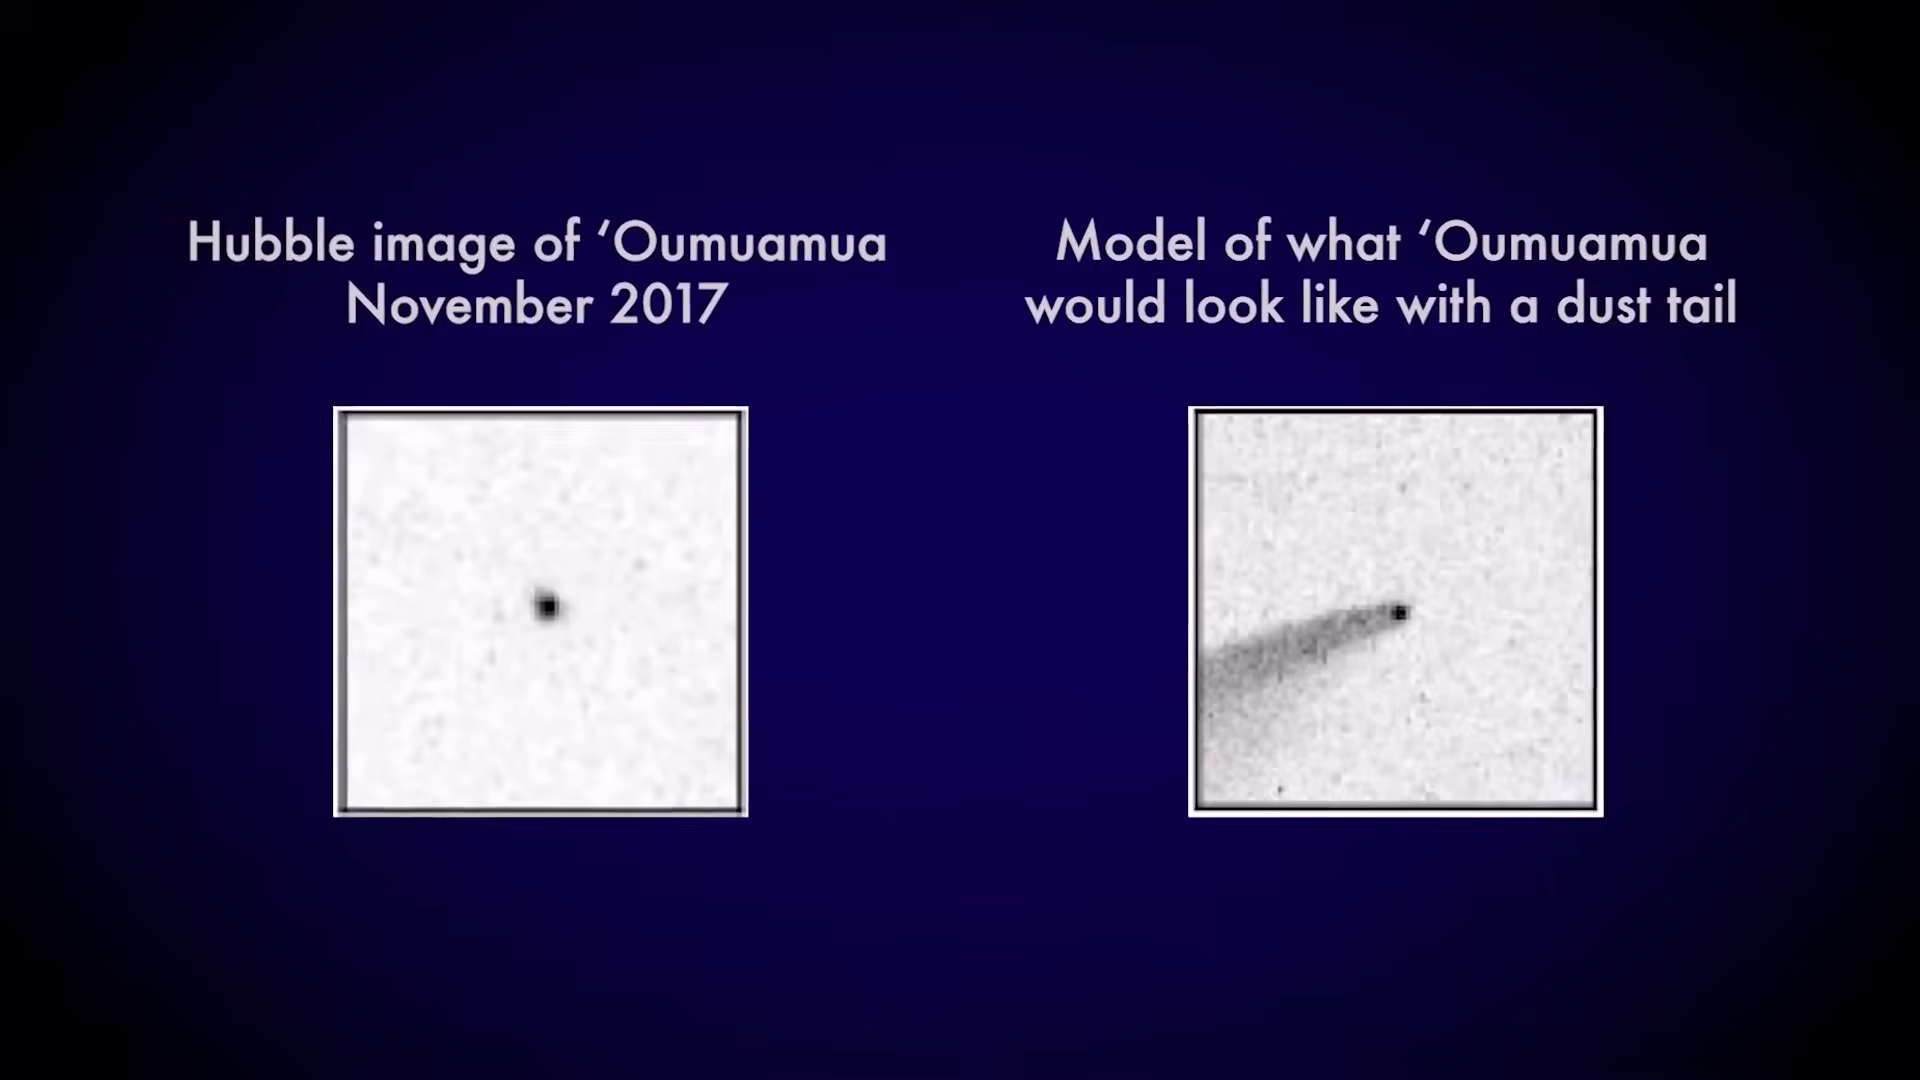 Hubble image of ‘Oumuamua
November 2017
Model of what ‘Oumuamua
would look like with a dust tail